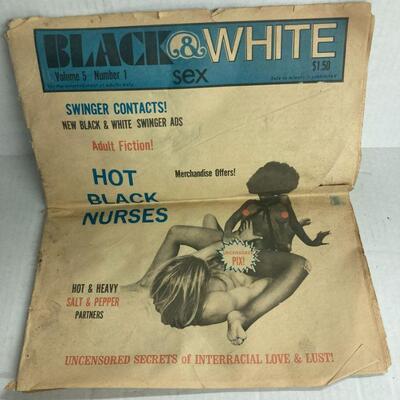 BLACK & WHITE
sex
Volume 5 Number 1
$1.50
SWINGER CONTACTS!
NEW BLACK & WHITE SWINGER ADS
Adult Fiction!
HOT
BLACK
NURSES
Merchandise Offers!
UNCENSORED
PIX!
HOT & HEAVY
SALT & PEPPER
PARTNERS
UNCENSORED SECRETS OF INTERRACIAL LOVE & LUST!